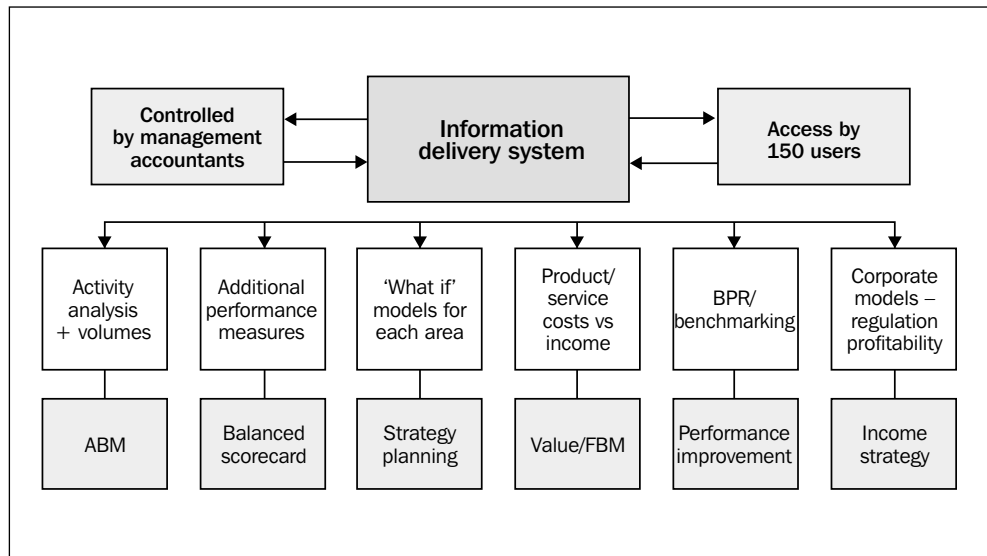 Controlled
by management
accountants
Information
delivery system
Access by
150 users
Activity
analysis
+ volumes
Additional
performance
measures
‘What if’
models for
each area
Product/
service
costs vs
income
BPR/
benchmarking
Corporate
models –
regulation
profitability
ABM
Balanced
scorecard
Strategy
planning
Value/FBM
Performance
improvement
Income
strategy